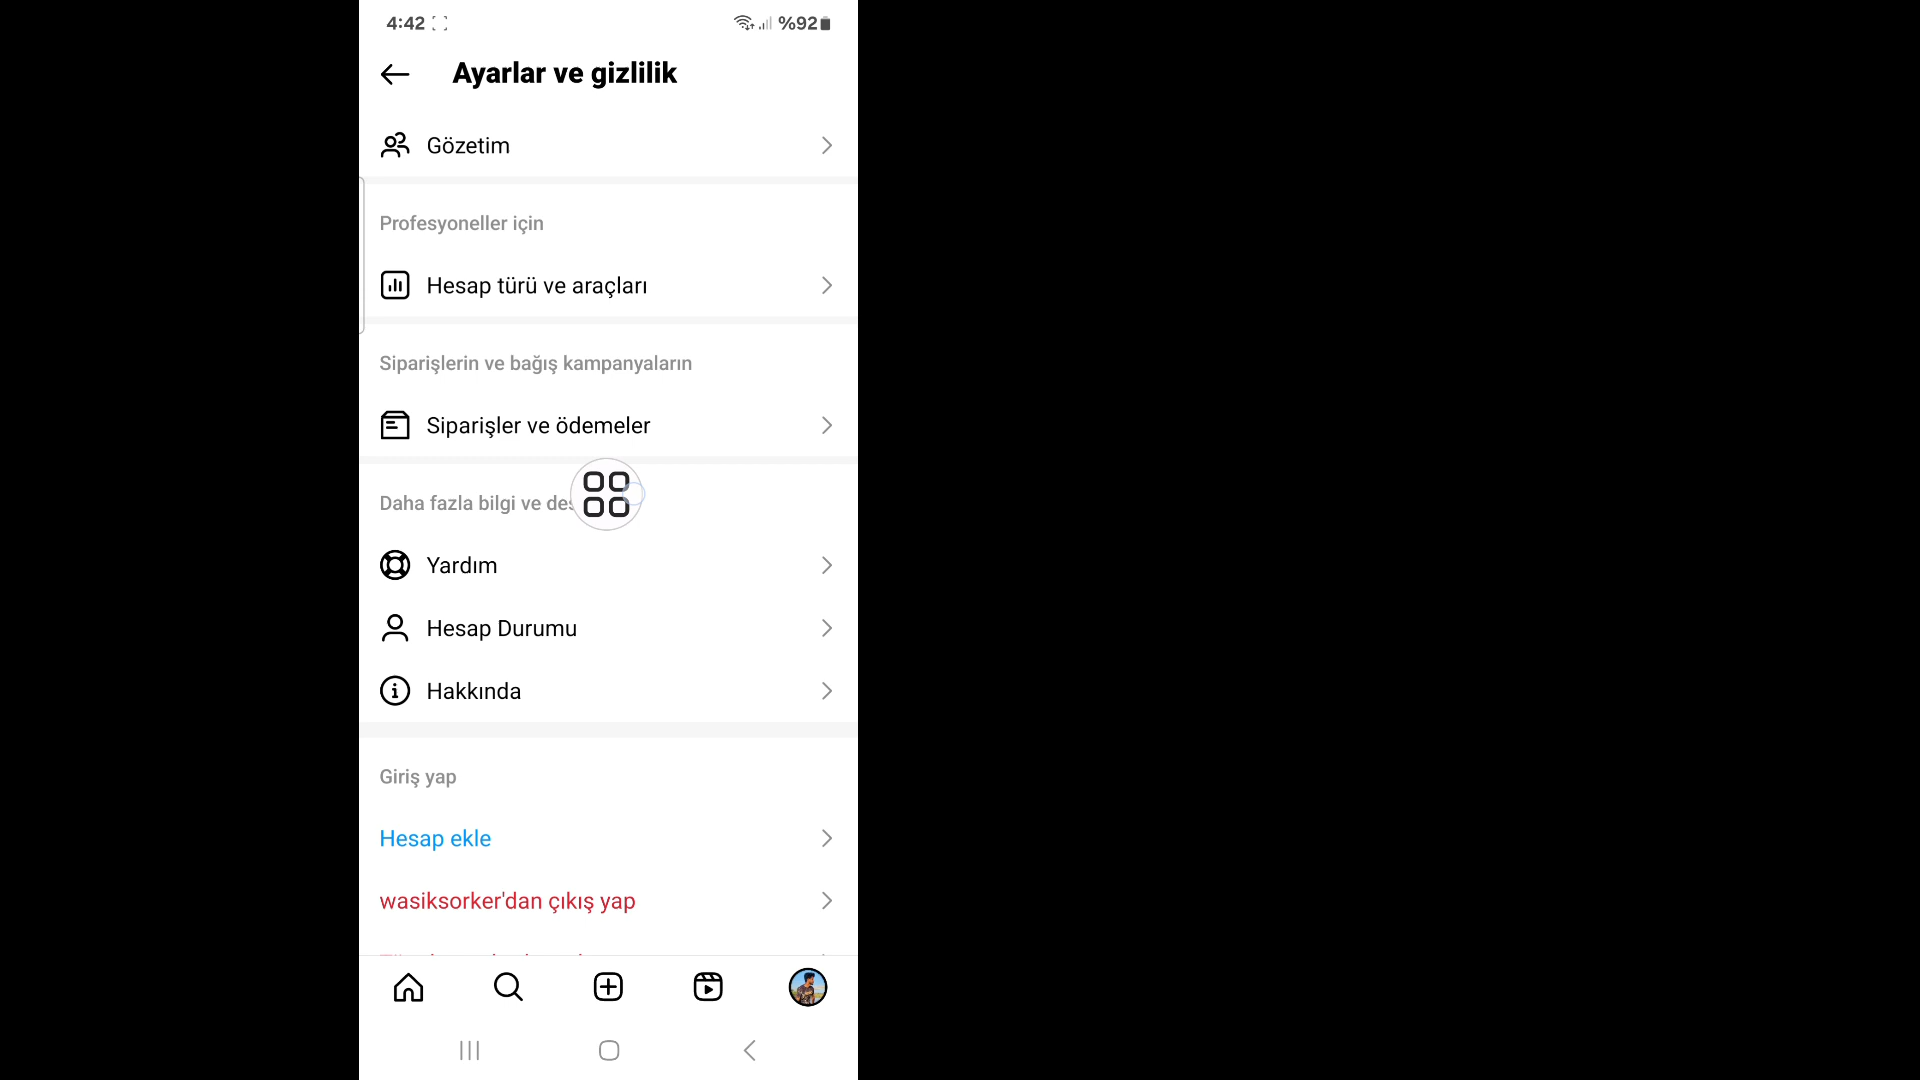 4:42 %92
Ayarlar ve gizlilik
Gözetim
Profesyoneller için
Hesap türü ve araçları
Siparişlerin ve bağış kampanyaların
Siparişler ve ödemeler
Daha fazla bilgi ve
Yardım
Hesap Durumu
Hakkında
Giriş yap
Hesap ekle
wasiksorker'dan çıkış yap